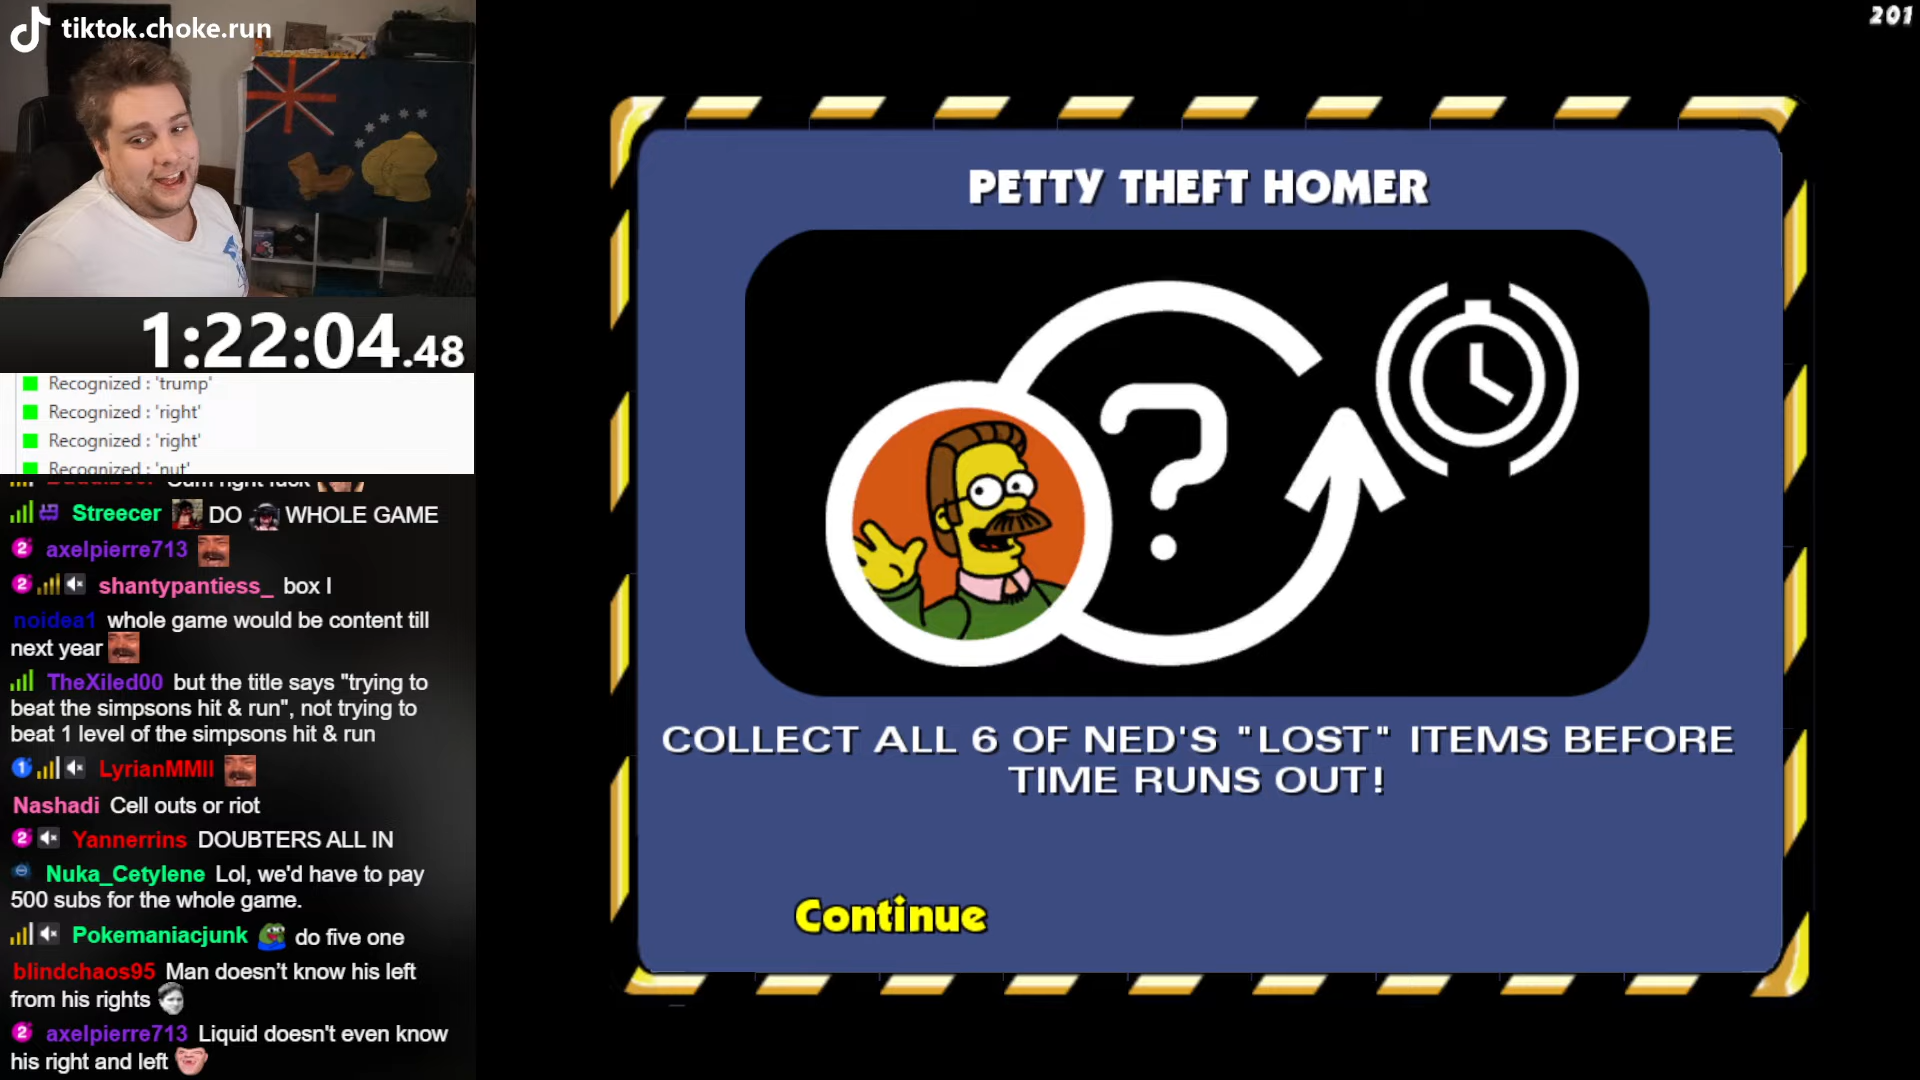 tiktok.choke.run
201
PETTY THEFT HOMER
COLLECT ALL 6 OF NED'S "LOST" ITEMS BEFORE
TIME RUNS OUT!
Continue
1:22:04.48
Recognized : 'trump'
Recognized : 'right'
Recognized : 'right'
Recognized : 'nut'
Streecer DO WHOLE GAME
2 axelpierre713
2 shantypantiess_ box I
noidea1 whole game would be content till
next year
TheXiled00 but the title says "trying to
beat the simpsons hit & run", not trying to
beat 1 level of the simpsons hit & run
1 LyrianMMII
Nashadi Cell outs or riot
2 Yannerrins DOUBTERS ALL IN
Nuka_Cetylene Lol, we'd have to pay
500 subs for the whole game.
Pokemaniacjunk do five one
blindchaos95 Man doesn't know his left
from his rights
2 axelpierre713 Liquid doesn't even know
his right and left